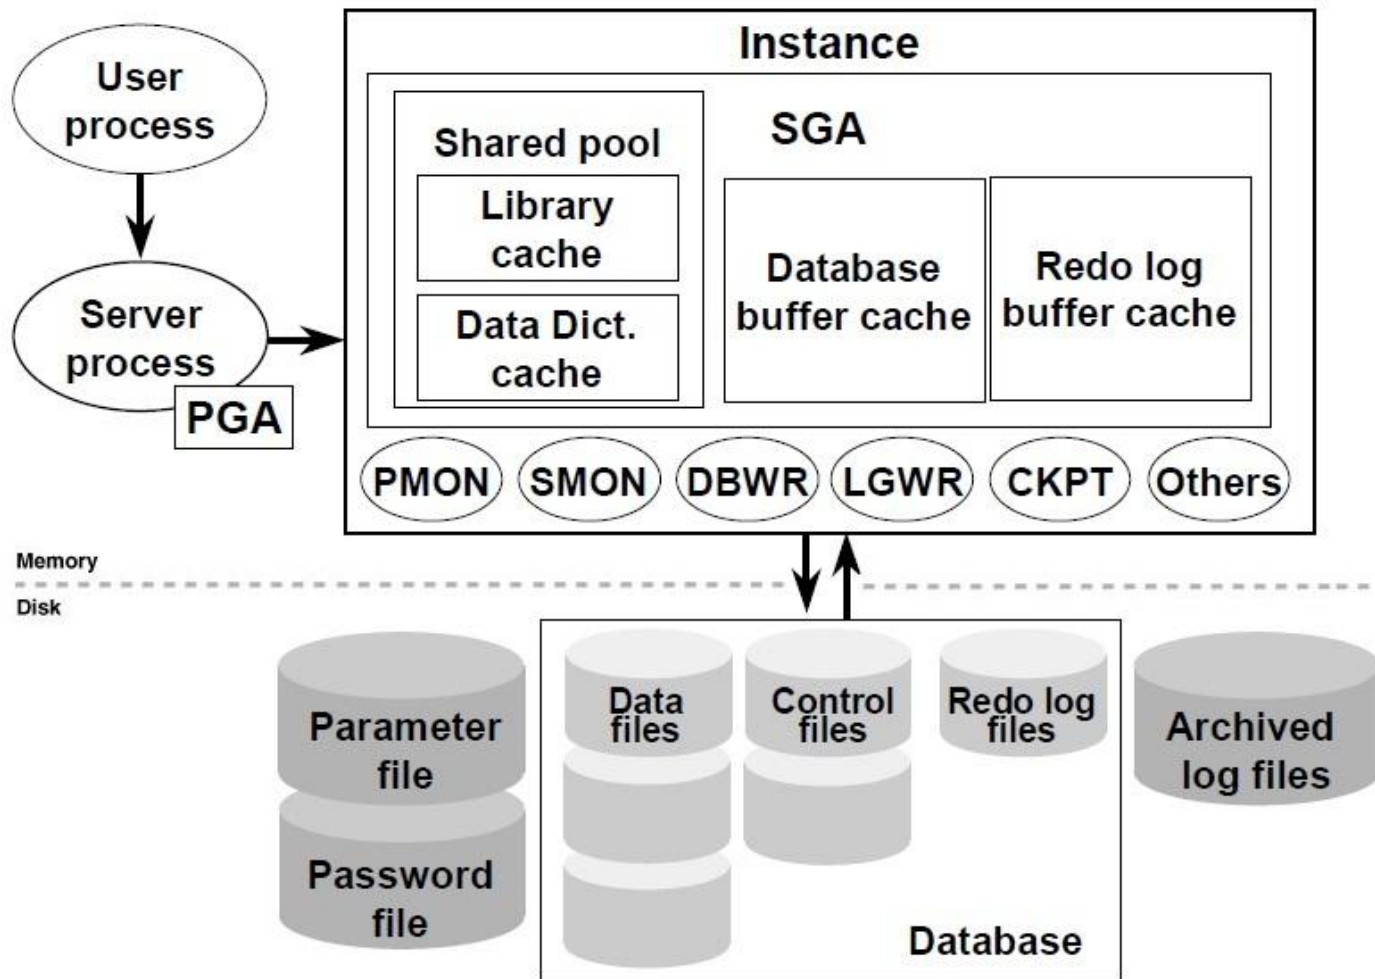 Instance
User
process
SGA
Shared pool
Library
cache
Database
buffer cache
Redo log
buffer cache
Server
process
Data Dict.
cache
PGA
PMON
SMON
DBWR
LGWR
CKPT
Others
Memory
Disk
Parameter
file
Password
file
Data
files
Control
files
Redo log
files
Archived
log files
Database